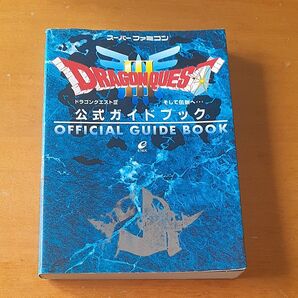 スーパーファミコン
DRAGON QUEST
III
ドラゴンクエストIII そして伝説へ…
公式ガイドブック
OFFICIAL GUIDE BOOK